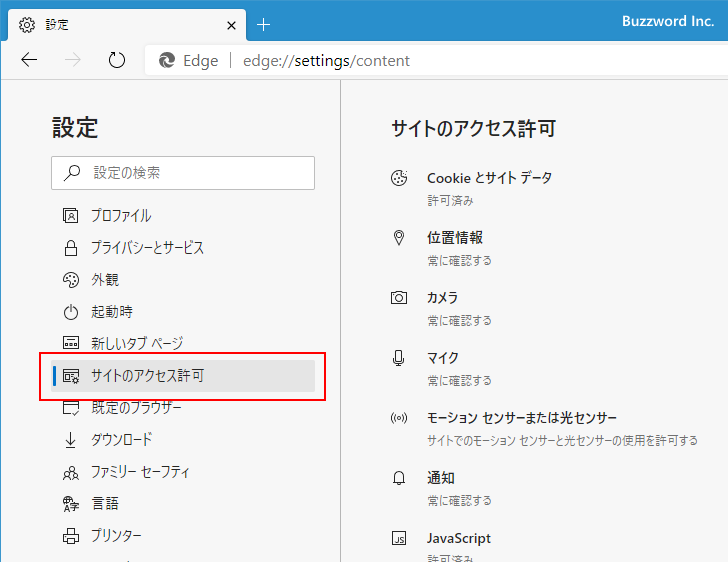 設定
Buzzword Inc.
Edge edge://settings/content
設定
設定の検索
プロファイル
プライバシーとサービス
外観
起動時
新しいタブ ページ
サイトのアクセス許可
既定のブラウザー
ダウンロード
ファミリー セーフティ
言語
プリンター
サイトのアクセス許可
Cookie とサイト データ
許可済み
位置情報
常に確認する
カメラ
常に確認する
マイク
常に確認する
モーション センサーまたは光センサー
サイトでのモーション センサーと光センサーの使用を許可する
通知
常に確認する
JavaScript
許可済み